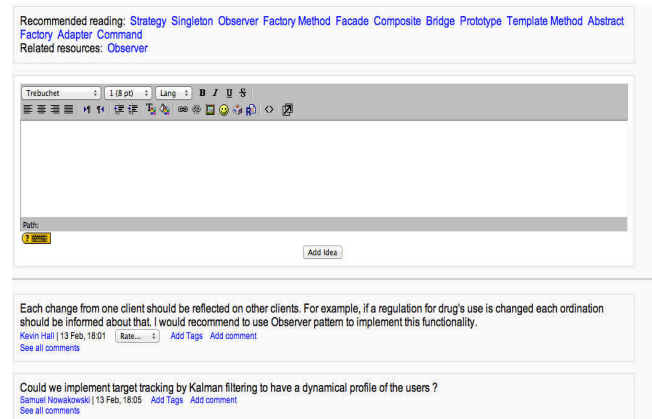 Recommended reading: Strategy Singleton Observer Factory Method Facade Composite Bridge Prototype Template Method Abstract
Factory Adapter Command
Related resources: Observer
Trebuchet 1 (8 pt) Lang B I U S
Path:
?
Add Idea
Each change from one client should be reflected on other clients. For example, if a regulation for drug's use is changed each ordination
should be informed about that. I would recommend to use Observer pattern to implement this functionality.
Kevin Hall | 13 Feb, 18:01 Rate... Add Tags Add comment
See all comments
Could we implement target tracking by Kalman filtering to have a dynamical profile of the users ?
Samuel Nowakowski | 13 Feb, 18:05 Add Tags Add comment
See all comments